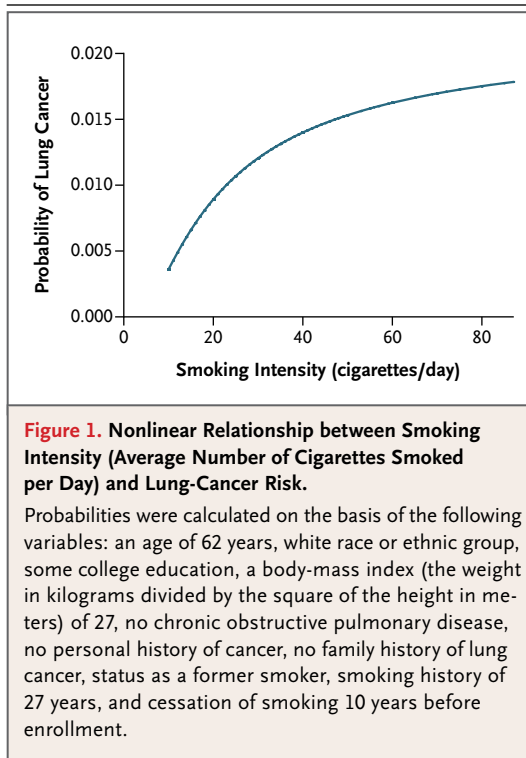 0.020
0.015
0.010
0.005
0.000
Probability of Lung Cancer
0 20 40 60 80
Smoking Intensity (cigarettes/day)
Figure 1. Nonlinear Relationship between Smoking
Intensity (Average Number of Cigarettes Smoked
per Day) and Lung-Cancer Risk.
Probabilities were calculated on the basis of the following
variables: an age of 62 years, white race or ethnic group,
some college education, a body-mass index (the weight
in kilograms divided by the square of the height in me-
ters) of 27, no chronic obstructive pulmonary disease,
no personal history of cancer, no family history of lung
cancer, status as a former smoker, smoking history of
27 years, and cessation of smoking 10 years before
enrollment.